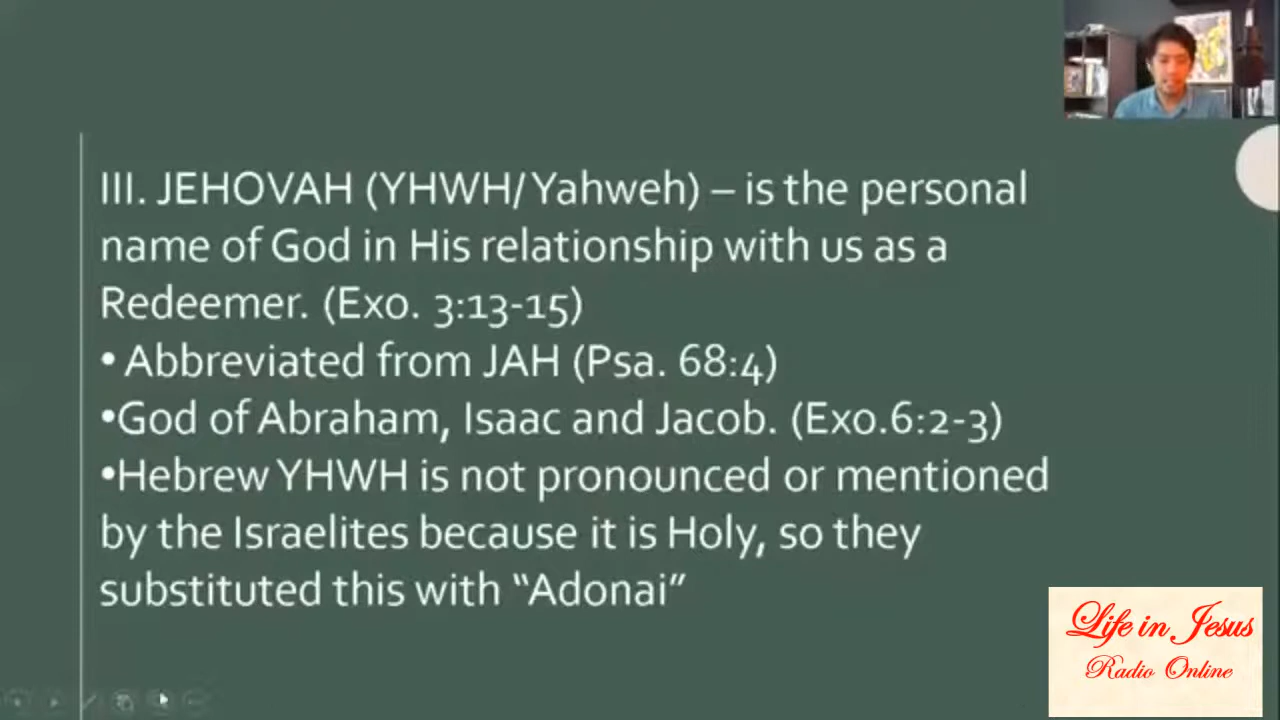 III. JEHOVAH (YHWH/Yahweh) – is the personal
name of God in His relationship with us as a
Redeemer. (Exo. 3:13-15)
• Abbreviated from JAH (Psa. 68:4)
•God of Abraham, Isaac and Jacob. (Exo.6:2-3)
•Hebrew YHWH is not pronounced or mentioned
by the Israelites because it is Holy, so they
substituted this with “Adonai”
Life in Jesus
Radio Online